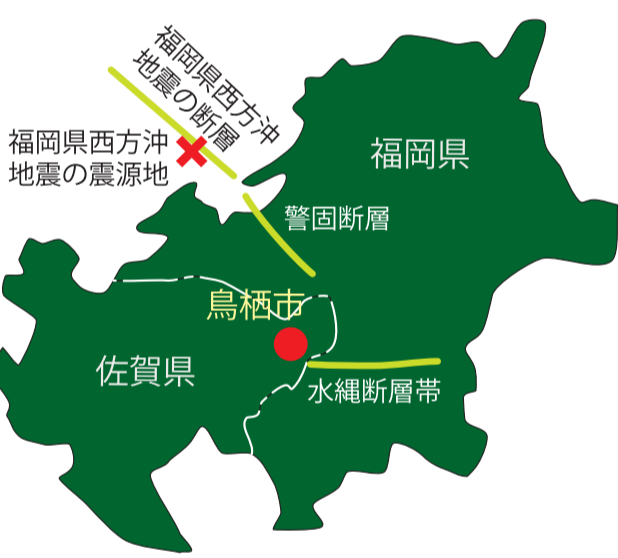 福岡県西方沖
地震の断層
福岡県西方沖
地震の震源地
福岡県
警固断層
鳥栖市
佐賀県
水縄断層帯